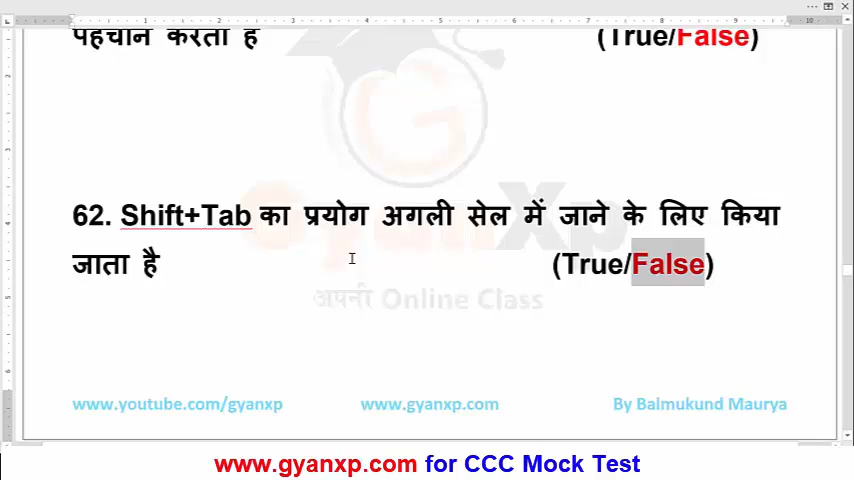 पहचान करता है (True/False)
62. Shift+Tab का प्रयोग अगली सेल में जाने के लिए किया
जाता है (True/False)
GyanXp
अपनी Online Class
www.youtube.com/gyanxp www.gyanxp.com By Balmukund Maurya
www.gyanxp.com for CCC Mock Test